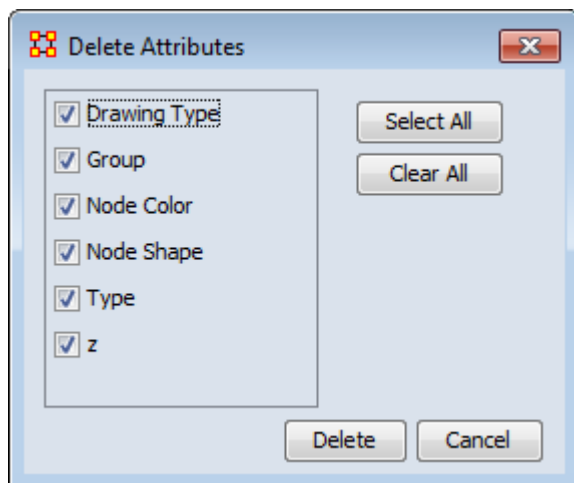 Delete Attributes
Drawing Type
Group
Node Color
Node Shape
Type
z
Select All
Clear All
Delete
Cancel